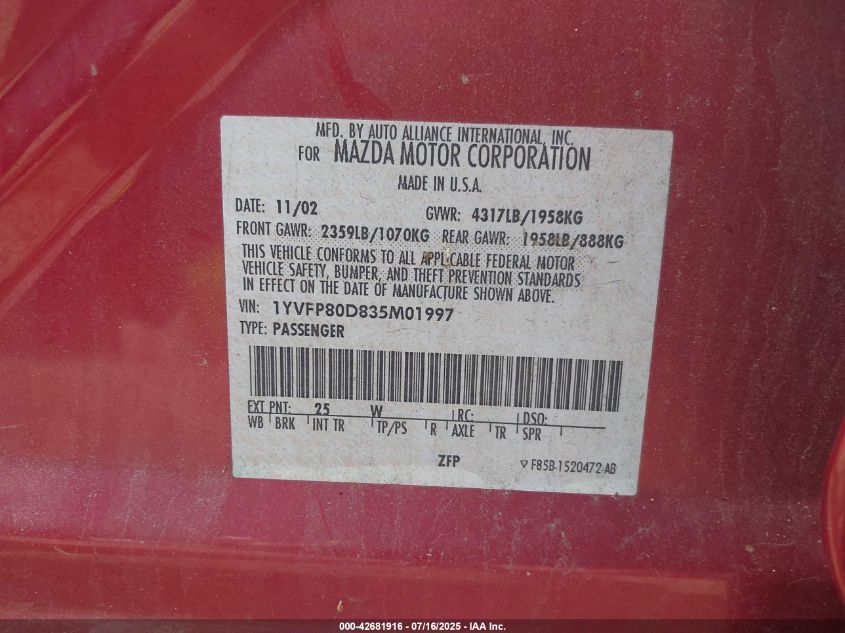 MFD. BY AUTO ALLIANCE INTERNATIONAL, INC.
FOR MAZDA MOTOR CORPORATION
MADE IN U.S.A.
DATE: 11/02 GVWR: 4317LB/1958KG
FRONT GAWR: 2359LB/1070KG REAR GAWR: 1958LB/888KG
THIS VEHICLE CONFORMS TO ALL APPLICABLE FEDERAL MOTOR
VEHICLE SAFETY, BUMPER, AND THEFT PREVENTION STANDARDS
IN EFFECT ON THE DATE OF MANUFACTURE SHOWN ABOVE.
VIN: 1YVFP80D835M01997
TYPE: PASSENGER
EXT PNT: 25 W RC: DSO:
WB BRK INT TR TP/PS R AXLE TR SPR
ZFP F85B-1520472-AB
000-42681916 - 07/16/2025 - IAA Inc.